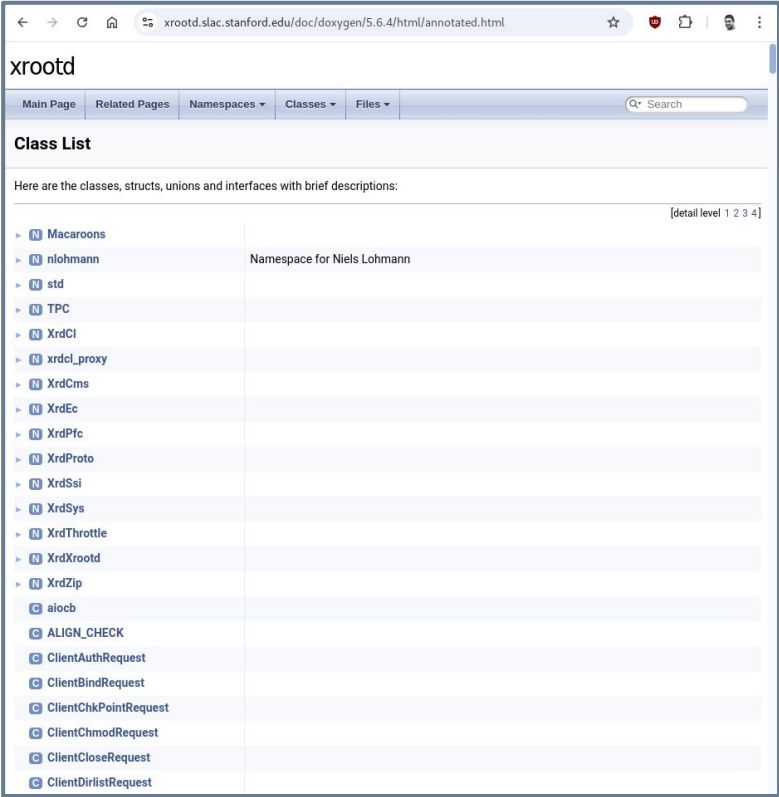 xrootd.slac.stanford.edu/doc/doxygen/5.6.4/html/annotated.html
xrootd
Main Page Related Pages Namespaces Classes Files Search
Class List
Here are the classes, structs, unions and interfaces with brief descriptions:
[detail level 1 2 3 4]
N Macaroons
N nlohmann Namespace for Niels Lohmann
N std
N TPC
N XrdCl
N xrdcl_proxy
N XrdCms
N XrdEc
N XrdPfc
N XrdProto
N XrdSsi
N XrdSys
N XrdThrottle
N XrdXrootd
N XrdZip
C aiocb
C ALIGN_CHECK
C ClientAuthRequest
C ClientBindRequest
C ClientChkPointRequest
C ClientChmodRequest
C ClientCloseRequest
C ClientDirlistRequest